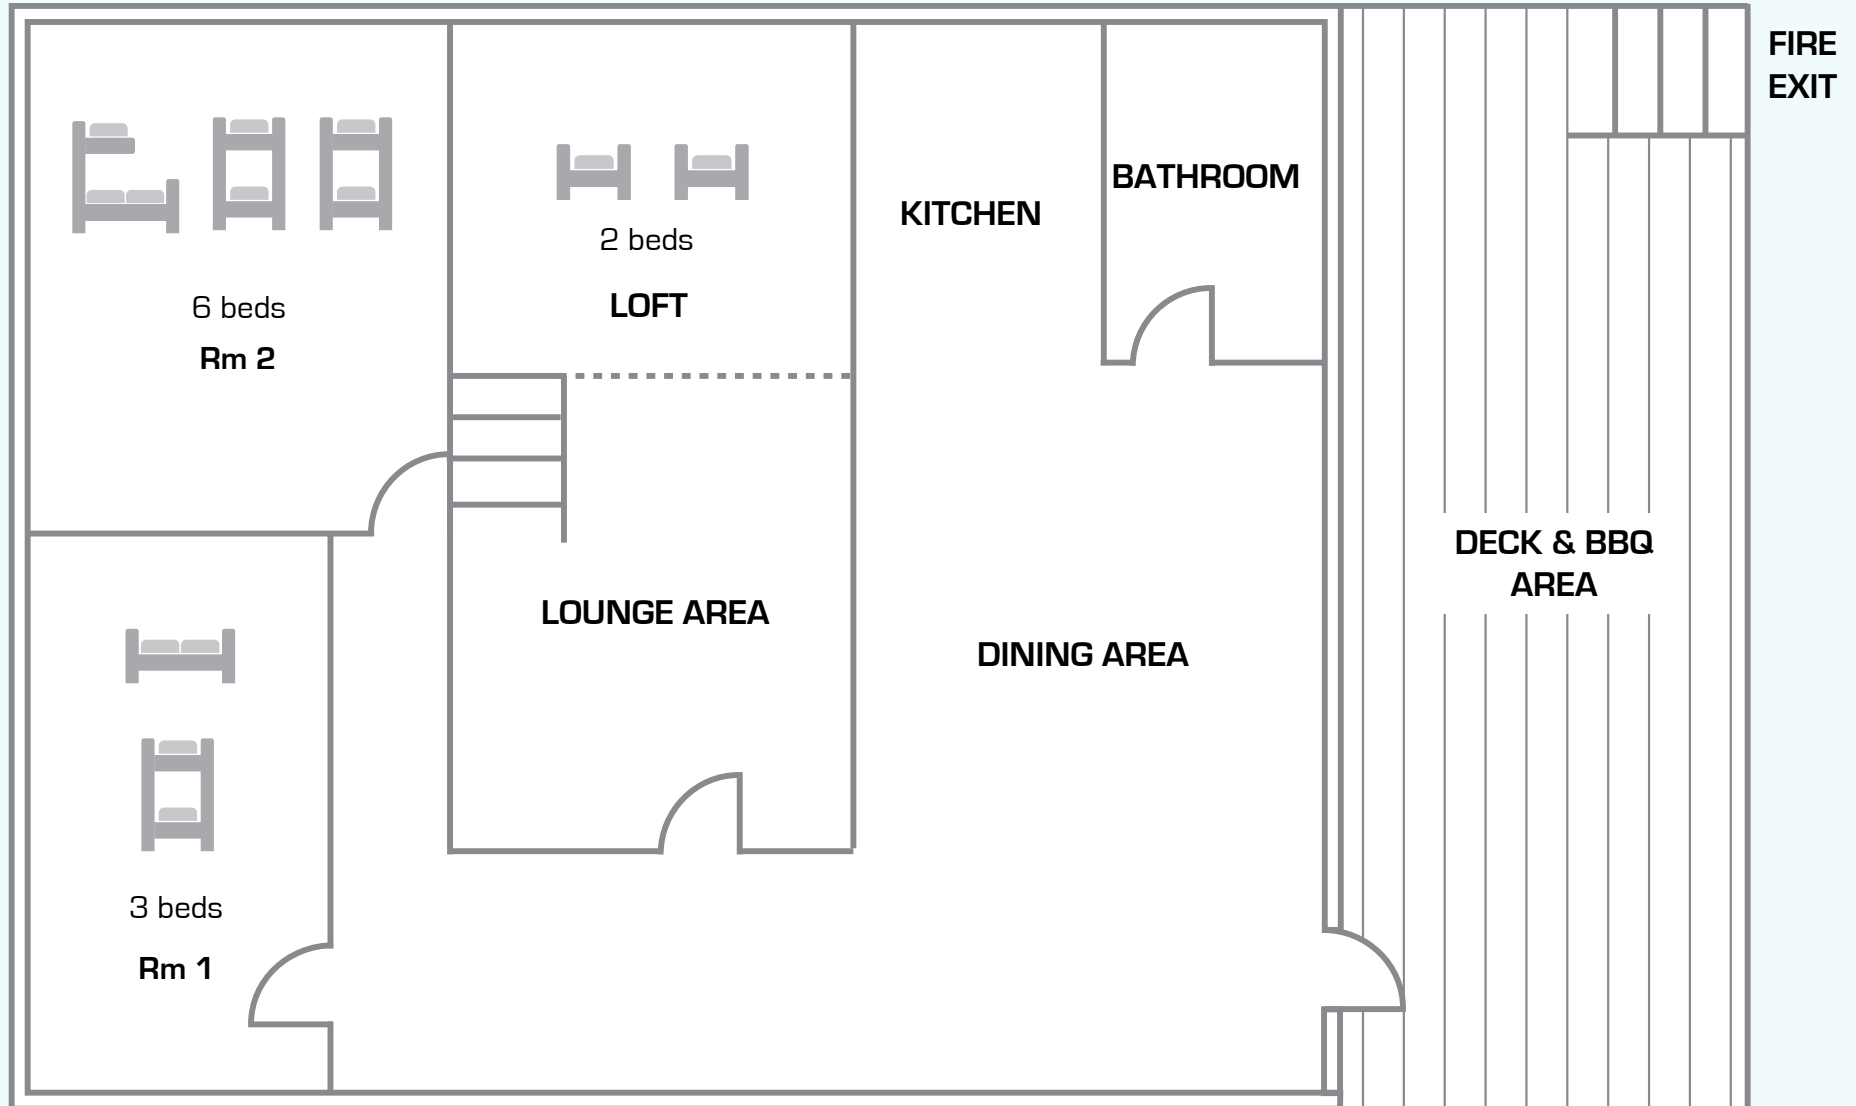 FIRE
EXIT
BATHROOM
KITCHEN
2 beds
LOFT
6 beds
Rm 2
DECK & BBQ
AREA
LOUNGE AREA
DINING AREA
3 beds
Rm 1